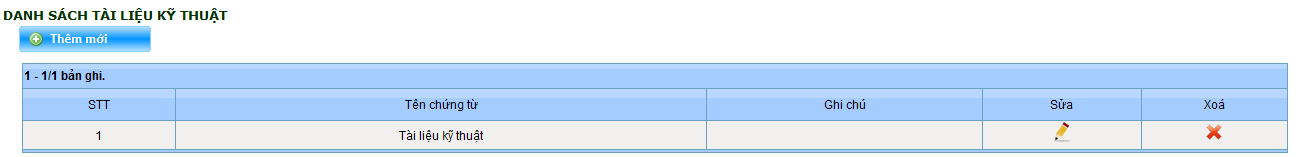 DANH SÁCH TÀI LIỆU KỸ THUẬT
Thêm mới
1 - 1/1 bản ghi.
STT Tên chứng từ Ghi chú Sửa Xoá
1 Tài liệu kỹ thuật